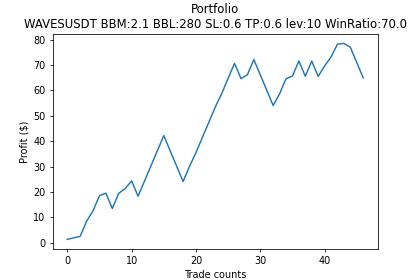 Portfolio
WAVESUSDT BBM:2.1 BBL:280 SL:0.6 TP:0.6 lev:10 WinRatio:70.0
80
70
60
50
40
30
20
10
0
Profit ($)
0 10 20 30 40
Trade counts